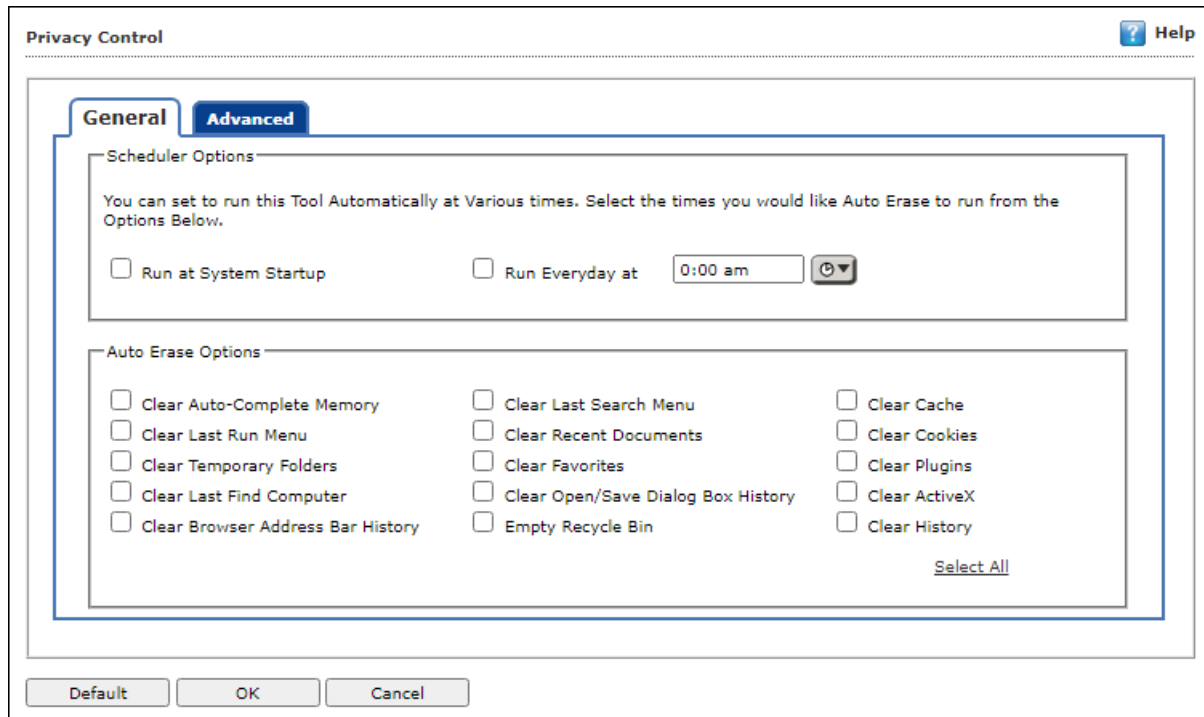 Privacy Control
? Help
General
Advanced
Scheduler Options
You can set to run this Tool Automatically at Various times. Select the times you would like Auto Erase to run from the
Options Below.
Run at System Startup
Run Everyday at
0:00 am
Auto Erase Options
Clear Auto-Complete Memory
Clear Last Search Menu
Clear Cache
Clear Last Run Menu
Clear Recent Documents
Clear Cookies
Clear Temporary Folders
Clear Favorites
Clear Plugins
Clear Last Find Computer
Clear Open/Save Dialog Box History
Clear ActiveX
Clear Browser Address Bar History
Empty Recycle Bin
Clear History
Select All
Default
OK
Cancel